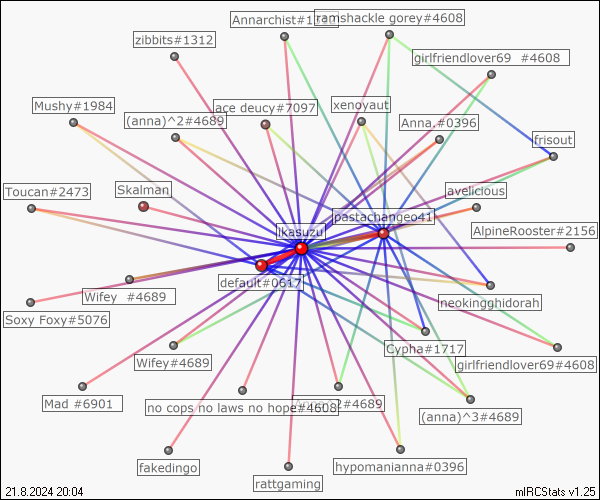 Annarchist#1
ramshackle gorey#4608
zibbits#1312
girlfriendlover69 #4608
Mushy#1984
(anna)^2#4689
ace deucy#7097
xenoyaut
Anna,#0396
frisout
Toucan#2473
Skalman
avelicious
pastachangeo41
ikasuzu
AlpineRooster#2156
default#0617
Wifey #4689
neokingghidorah
Soxy Foxy#5076
Wifey#4689
Cypha#1717
girlfriendlover69#4608
Mad #6901
no cops no laws no hope#4608
2#4689
(anna)^3#4689
fakedingo
rattgaming
hypomanianna#0396
21.8.2024 20:04
mIRCStats v1.25